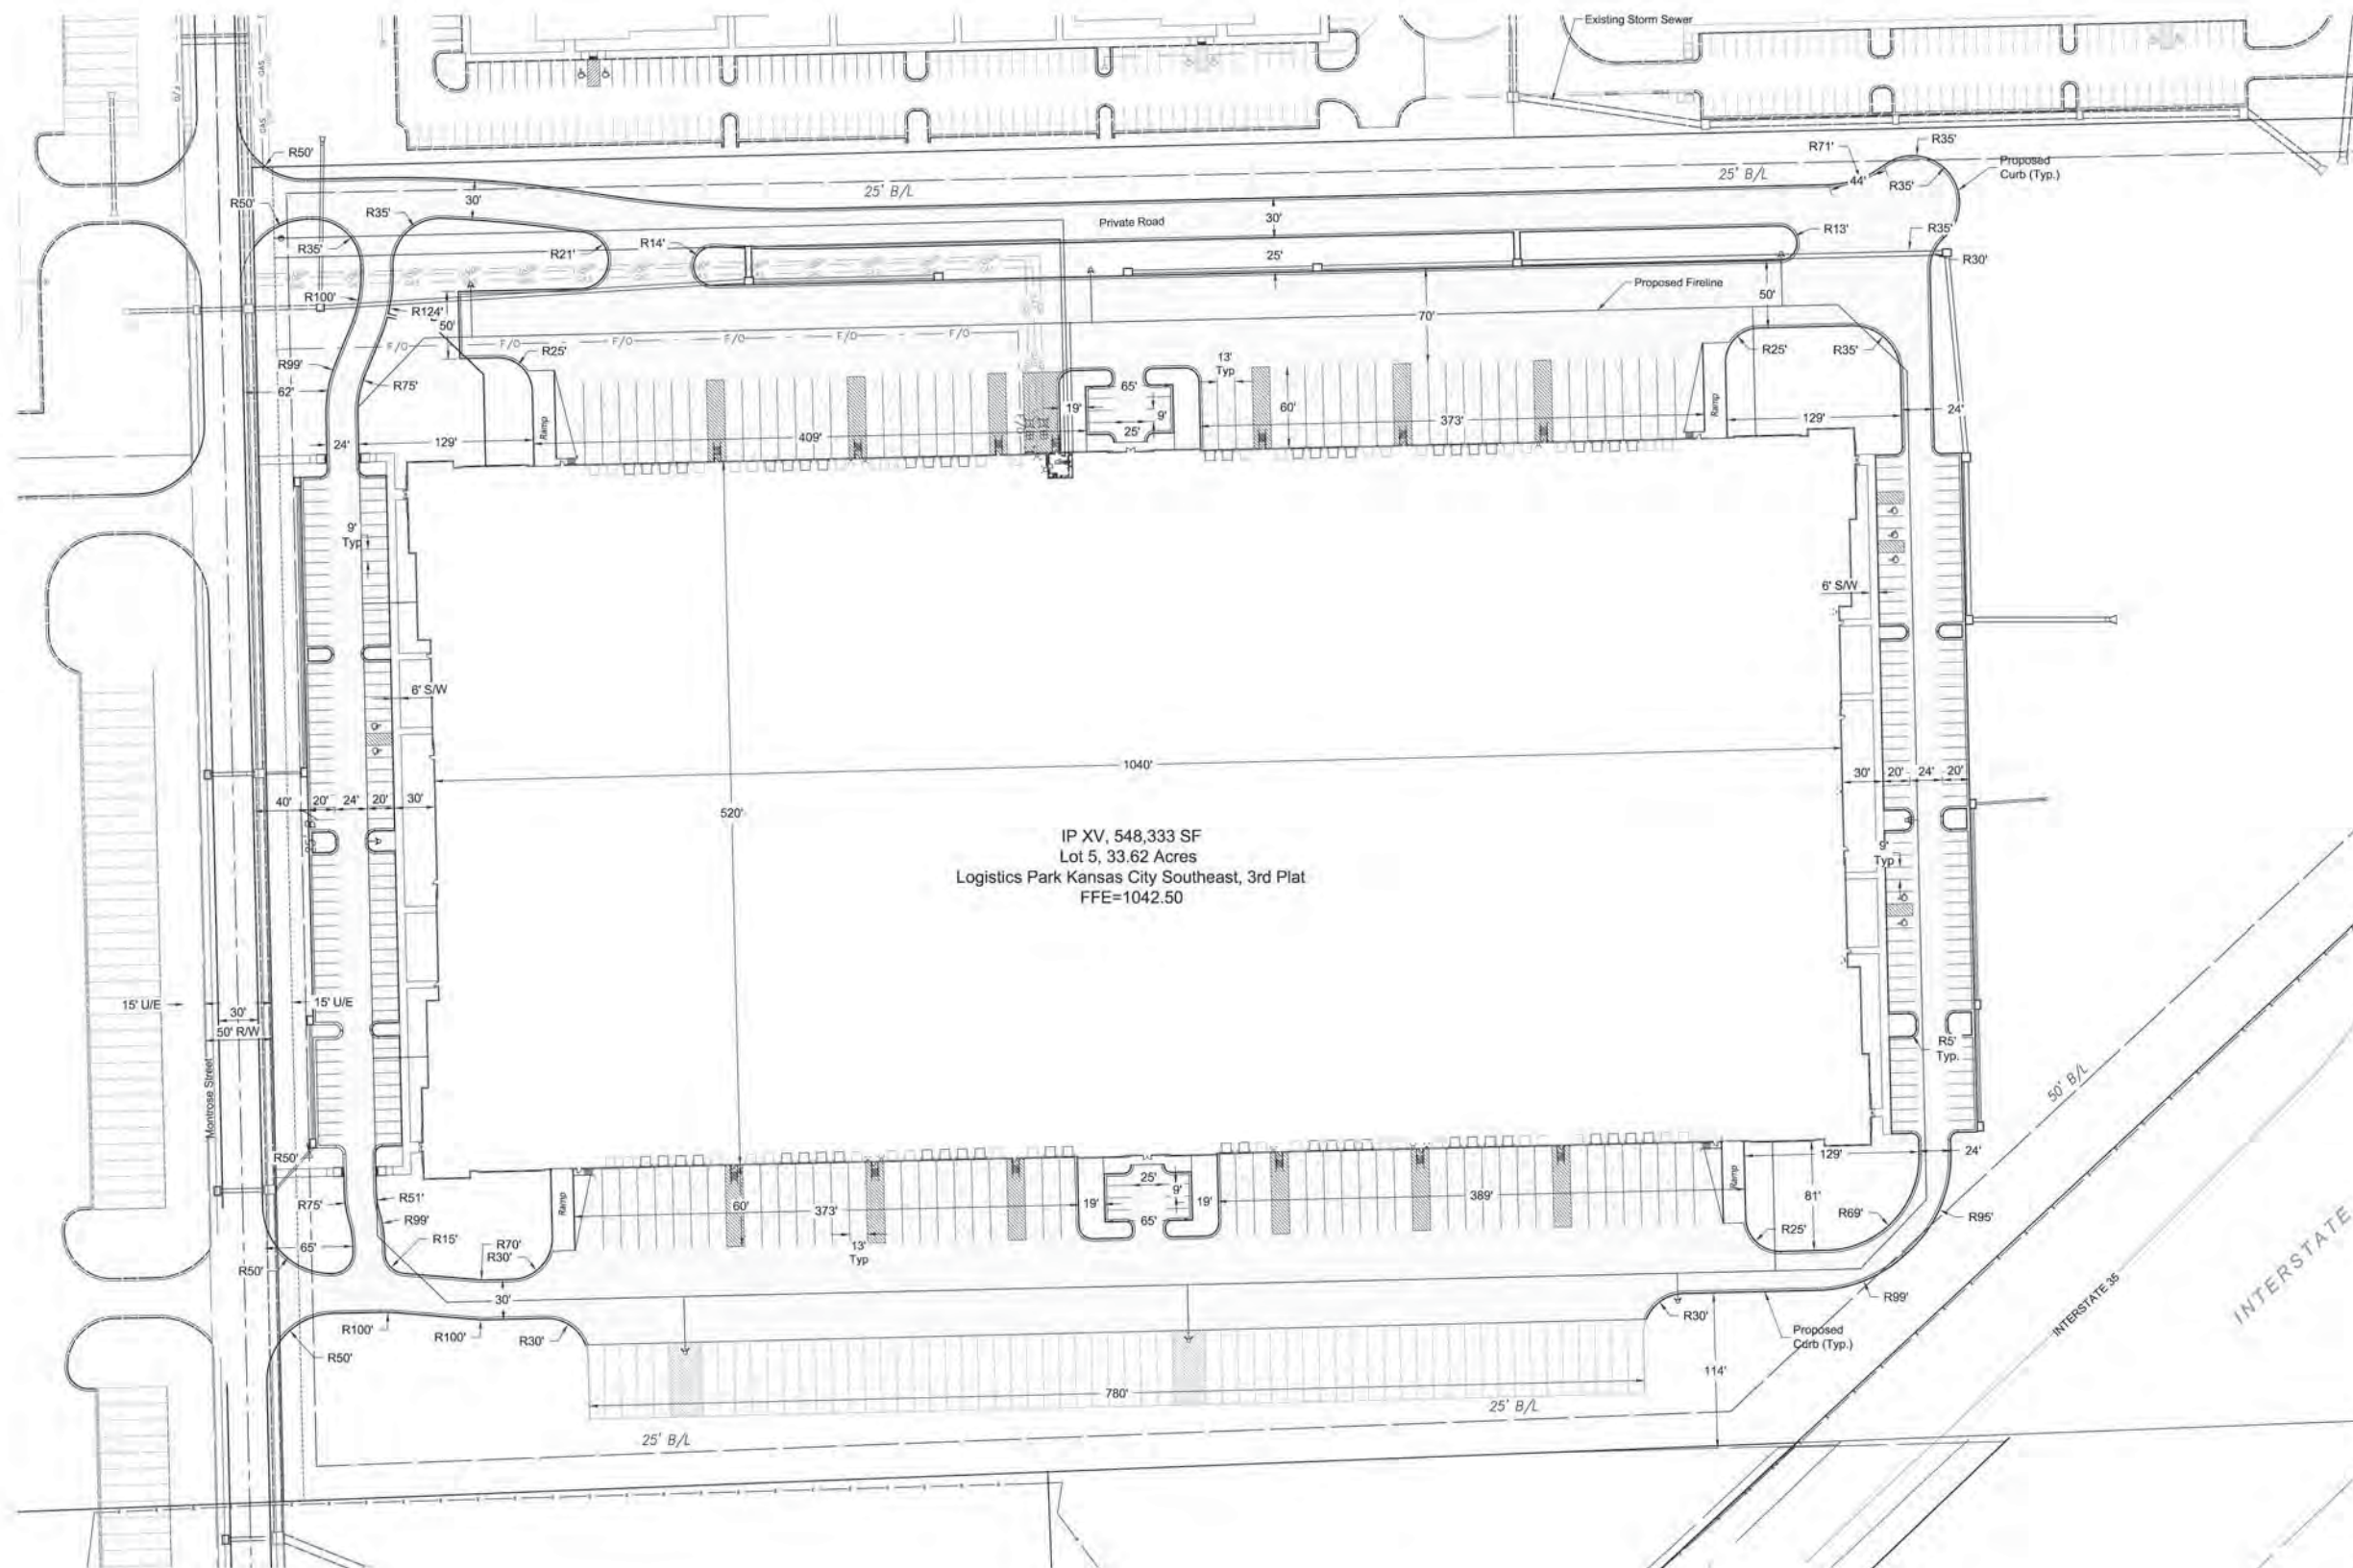 Existing Storm Sewer
GAS
GAS
R50'
R71'
R35'
Proposed
Curb (Typ.)
25' B/L
25' B/L
44'
R35'
R50'
R35'
30'
30'
Private Road
R13'
R35'
R35'
R21'
R14'
25'
R30'
R100'
R124'
50'
70'
Proposed Fireline
50'
F/O
F/O
F/O
F/O
F/O
R99'
R75'
R25'
13'
Typ
R25'
R35'
62'
65'
19'
9'
60'
Ramp
Ramp
24'
129'
409'
25'
373'
129'
24'
9'
Typ
6' S/W
6' S/W
1040'
520'
40'
20'
24'
20'
30'
30'
20'
24'
20'
IP XV, 548,333 SF
Lot 5, 33.62 Acres
Logistics Park Kansas City Southeast, 3rd Plat
FFE=1042.50
9'
Typ
15' U/E
30'
50' R/W
15' U/E
Montrose Street
R5'
Typ.
50' B/L
R50'
R75'
R51'
R99'
R15'
R70'
R30'
65'
R50'
Ramp
60'
373'
13'
Typ
19'
25'
9'
19'
65'
389'
Ramp
129'
24'
81'
R69'
R25'
R95'
30'
R100'
R100'
R30'
R50'
R30'
R99'
Proposed
Curb (Typ.)
114'
INTERSTATE 35
INTERSTATE
780'
25' B/L
25' B/L